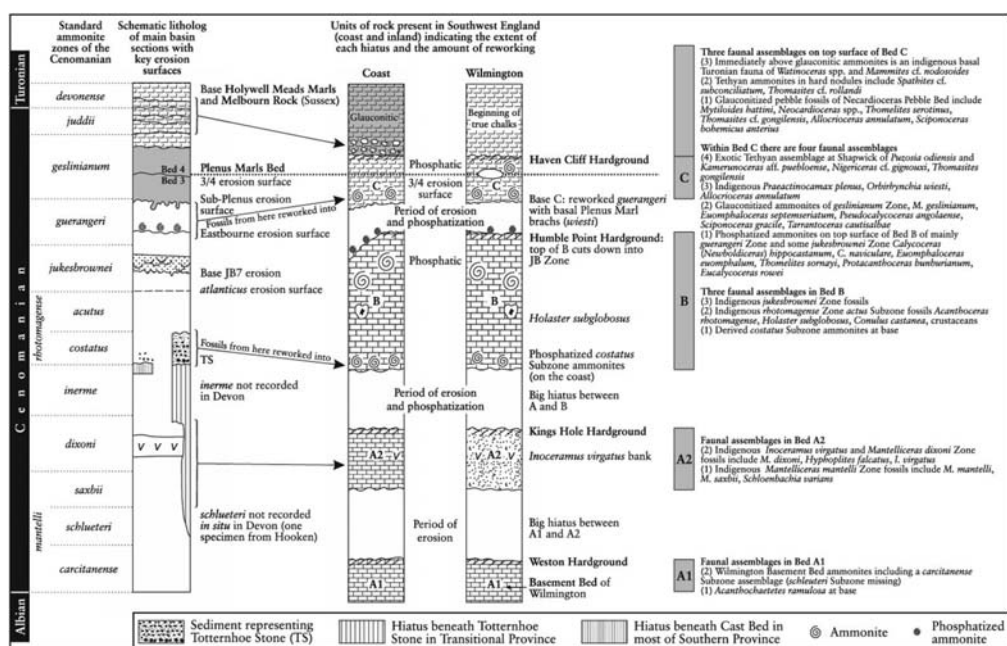 Standard
ammonite
zones of the
Cenomanian
Schematic litholog
of main basin
sections with
key erosion
surfaces
Units of rock present in Southwest England
(coast and inland) indicating the extent of
each hiatus and the amount of reworking
Coast
Wilmington
Turonian
Cenomanian
Albian
devonense
juddii
geslinianum
guerangeri
jukesbrownei
rhotomagense
acutus
costatus
inerme
dixoni
mantelli
saxbii
schlueteri
carcitanense
Bed 4
Bed 3
Base Holywell Meads Marls
and Melbourn Rock (Sussex)
Plenus Marls Bed
3/4 erosion surface
Sub-Plenus erosion
surface
Fossils from here reworked into
Eastbourne erosion surface
Base JB7 erosion
atlanticus erosion surface
Fossils from here reworked into
TS
inerme not recorded
in Devon
schlueteri not recorded
in situ in Devon (one
specimen from Hooken)
V V V
Glauconitic
C
B
A2 V
A1
Phosphatic
3/4 erosion
surface
Period of erosion
and phosphatization
Phosphatic
Period of erosion
and phosphatization
Period of
erosion
Beginning of
true chalks
C
B
V A2 V
A1
Haven Cliff Hardground
Base C: reworked guerangeri
with basal Plenus Marl
brachs (wiesti)
Humble Point Hardground:
top of B cuts down into
JB Zone
Holaster subglobosus
Phosphatized costatus
Subzone ammonites
(on the coast)
Big hiatus between
A and B
Kings Hole Hardground
Inoceramus virgatus bank
Big hiatus between
A1 and A2
Weston Hardground
Basement Bed of
Wilmington
C
B
A2
A1
Three faunal assemblages on top surface of Bed C
(3) Immediately above glauconitic ammonites is an indigenous basal
Turonian fauna of Watinoceras spp. and Mammites cf. nodosoides
(2) Tethyan ammonites in hard nodules include Spathites cf.
subconciliatum, Thomasites cf. rollandi
(1) Glauconitized pebble fossils of Necardioceras Pebble Bed include
Mytiloides hattini, Neocardioceras spp., Thomelites serotinus,
Thomasites cf. gongilensis, Allocrioceras annulatum, Sciponoceras
bohemicus anterius
Within Bed C there are four faunal assemblages
(4) Exotic Tethyan assemblage at Shapwick of Puzosia odiensis and
Kamerunoceras aff. puebloense, Nigericeras cf. gignouxi, Thomasites
gongilensis
(3) Indigenous Praeactinocamax plenus, Orbirhynchia wiesti,
Allocrioceras annulatum
(2) Glauconitized ammonites of geslinianum Zone, M. geslinianum,
Euomphaloceras septemseriatum, Pseudocalycoceras angolaense,
Sciponoceras gracile, Tarrantoceras cautisalbae
(1) Phosphatized ammonites on top surface of Bed B of mainly
guerangeri Zone and some jukesbrownei Zone Calycoceras
(Newboldiceras) hippocastanum, C. naviculare, Euomphaloceras
euomphalum, Thomelites sornayi, Protacanthoceras bunburianum,
Eucalycoceras rowei
Three faunal assemblages in Bed B
(3) Indigenous jukesbrownei Zone fossils
(2) Indigenous rhotomagense Zone actus Subzone fossils Acanthoceras
rhotomagense, Holaster subglobosus, Conulus castanea, crustaceans
(1) Derived costatus Subzone ammonites at base
Faunal assemblages in Bed A2
(2) Indigenous Inoceramus virgatus and Mantelliceras dixoni Zone
fossils include M. dixoni, Hyphoplites falcatus, I. virgatus
(1) Indigenous Mantelliceras mantelli Zone fossils include M. mantelli,
M. saxbii, Schloenbachia varians
Faunal assemblages in Bed A1
(2) Wilmington Basement Bed ammonites including a carcitanense
Subzone assemblage (schleuteri Subzone missing)
(1) Acanthochaetetes ramulosa at base
Sediment representing
Totternhoe Stone (TS)
Hiatus beneath Totternhoe
Stone in Transitional Province
Hiatus beneath Cast Bed in
most of Southern Province
Ammonite
Phosphatized
ammonite